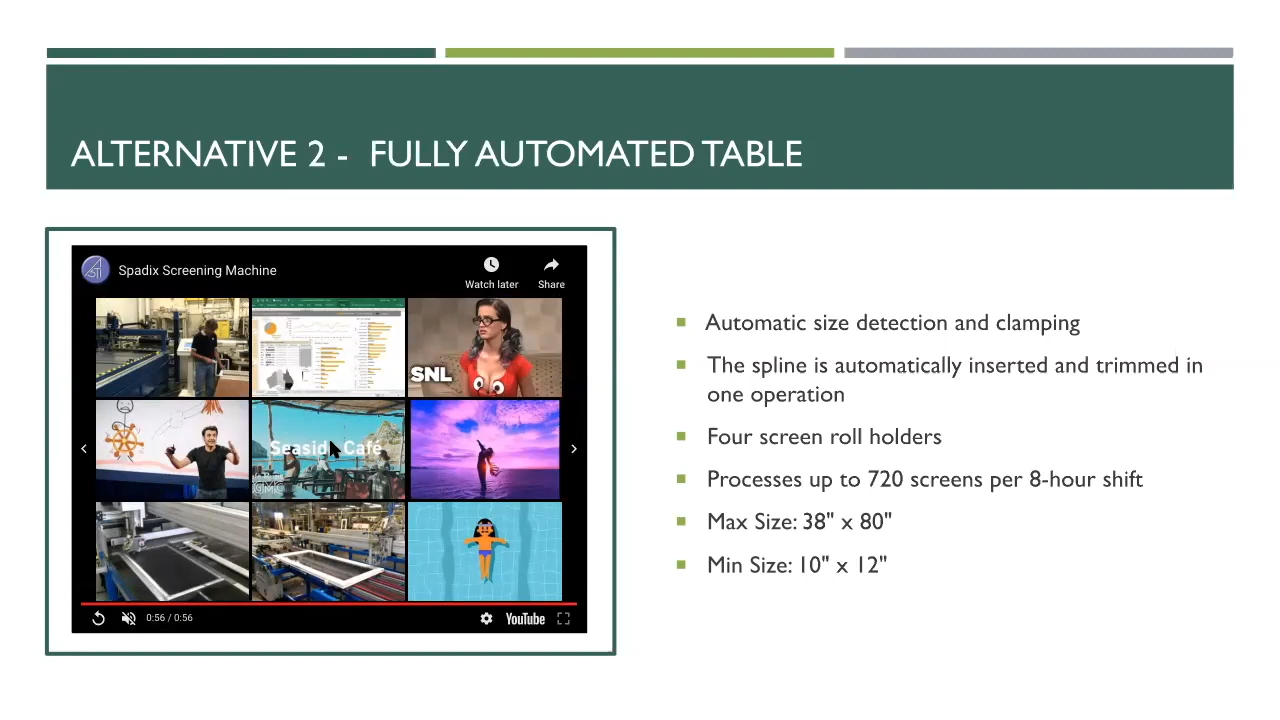 ALTERNATIVE 2 - FULLY AUTOMATED TABLE
Spadix Screening Machine
Watch later
Share
SNL
Seaside Café
GMC
0:56 / 0:56
YouTube
Automatic size detection and clamping
The spline is automatically inserted and trimmed in
one operation
Four screen roll holders
Processes up to 720 screens per 8-hour shift
Max Size: 38" x 80"
Min Size: 10" x 12"